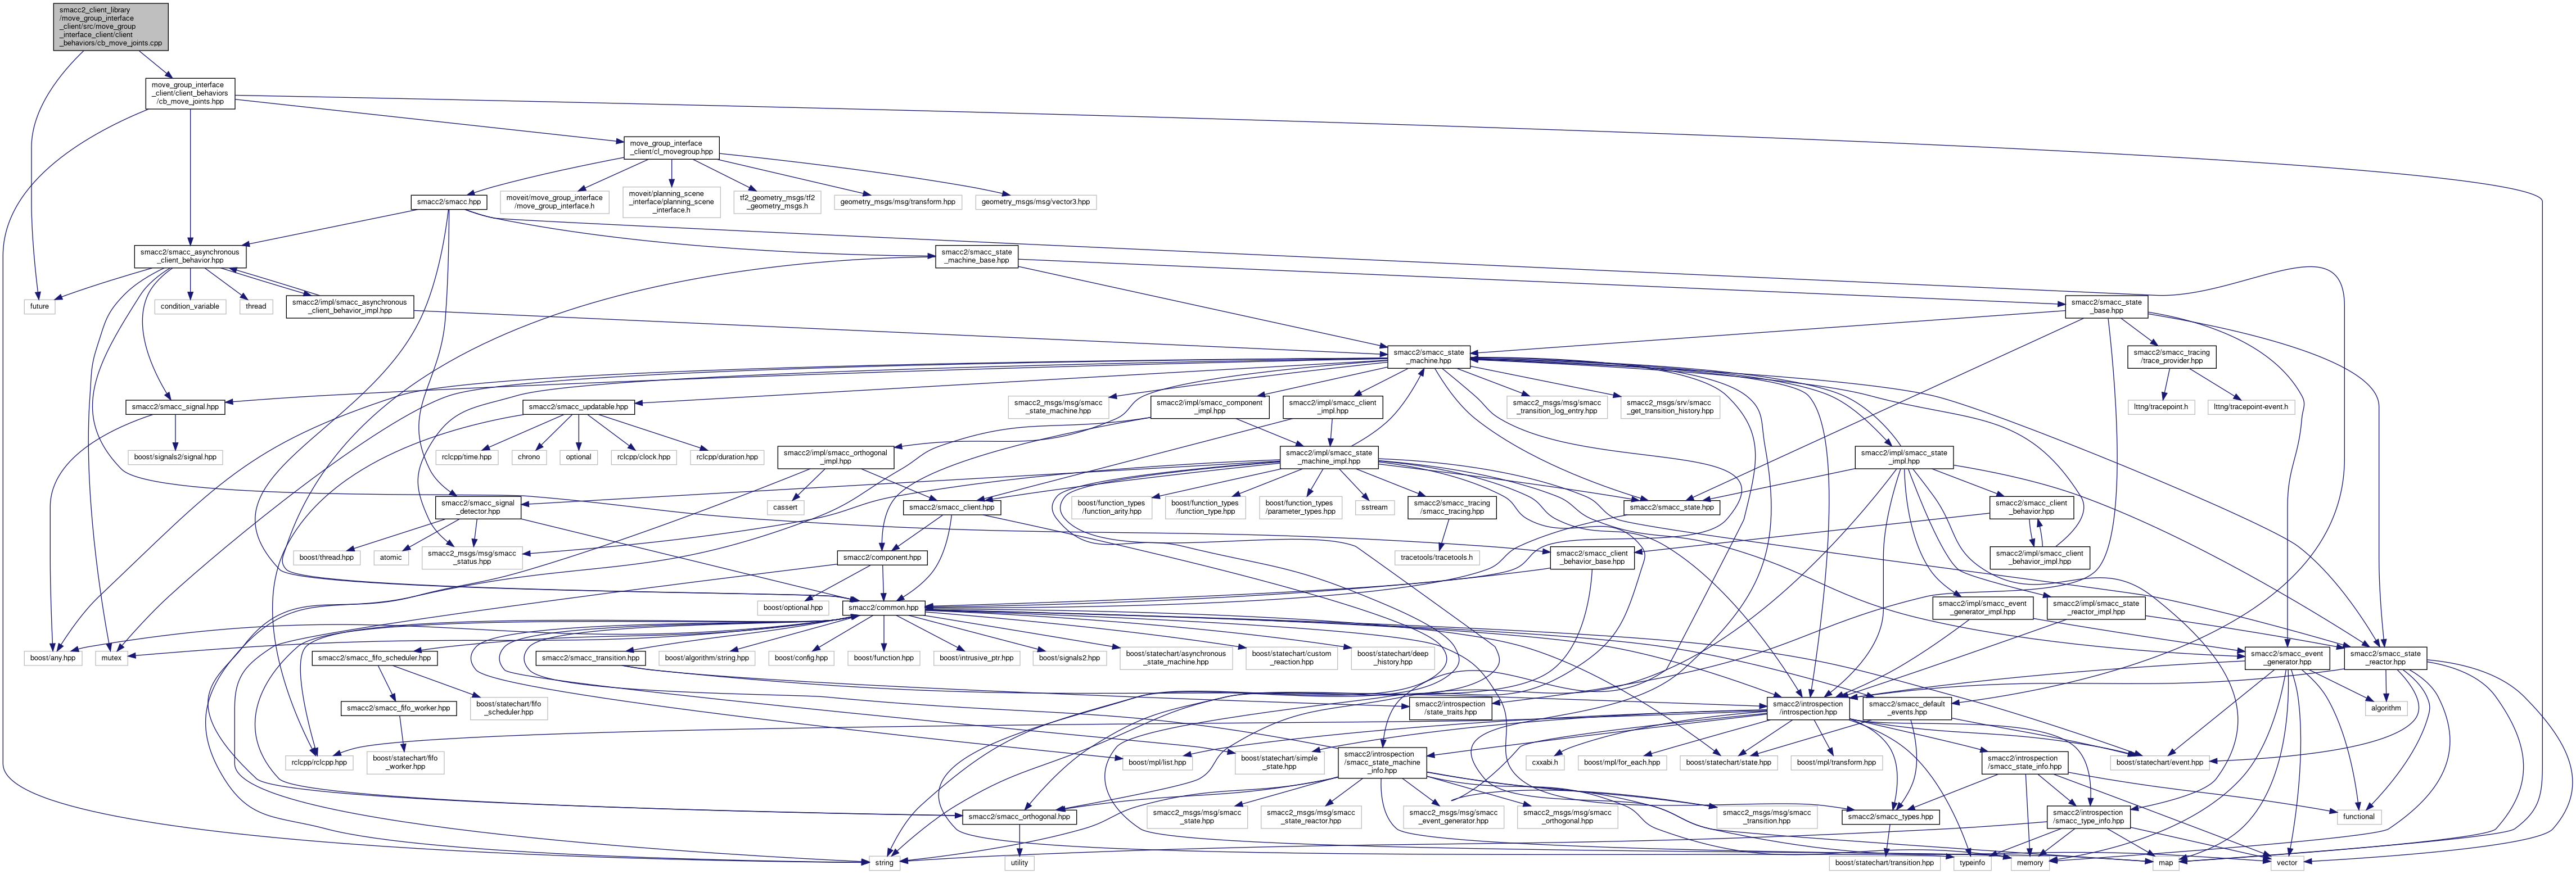 smacc2_client_library
/move_group_interface
_client/src/move_group
_interface_client/client
_behaviors/cb_move_joints.cpp
move_group_interface
_client/client_behaviors
/cb_move_joints.hpp
move_group_interface
_client/cl_movegroup.hpp
smacc2/smacc.hpp
moveit/move_group_interface
/move_group_interface.h
moveit/planning_scene
_interface/planning_scene
_interface.h
tf2_geometry_msgs/tf2
_geometry_msgs.h
geometry_msgs/msg/transform.hpp
geometry_msgs/msg/vector3.hpp
smacc2/smacc_asynchronous
_client_behavior.hpp
smacc2/smacc_state
_machine_base.hpp
future
condition_variable
thread
smacc2/impl/smacc_asynchronous
_client_behavior_impl.hpp
smacc2/smacc_state
_base.hpp
smacc2/smacc_state
_machine.hpp
smacc2/smacc_tracing
/trace_provider.hpp
smacc2/smacc_signal.hpp
smacc2/smacc_updatable.hpp
smacc2_msgs/msg/smacc
_state_machine.hpp
smacc2/impl/smacc_component
_impl.hpp
smacc2/impl/smacc_client
_impl.hpp
smacc2_msgs/msg/smacc
_transition_log_entry.hpp
smacc2_msgs/srv/smacc
_get_transition_history.hpp
lttng/tracepoint.h
lttng/tracepoint-event.h
boost/signals2/signal.hpp
rclcpp/time.hpp
chrono
optional
rclcpp/clock.hpp
rclcpp/duration.hpp
smacc2/impl/smacc_orthogonal
_impl.hpp
smacc2/impl/smacc_state
_machine_impl.hpp
smacc2/impl/smacc_state
_impl.hpp
smacc2/smacc_signal
_detector.hpp
cassert
smacc2/smacc_client.hpp
boost/function_types
/function_arity.hpp
boost/function_types
/function_type.hpp
boost/function_types
/parameter_types.hpp
sstream
smacc2/smacc_tracing
/smacc_tracing.hpp
smacc2/smacc_state.hpp
smacc2/smacc_client
_behavior.hpp
boost/thread.hpp
atomic
smacc2_msgs/msg/smacc
_status.hpp
smacc2/component.hpp
tracetools/tracetools.h
smacc2/smacc_client
_behavior_base.hpp
smacc2/impl/smacc_client
_behavior_impl.hpp
boost/optional.hpp
smacc2/common.hpp
smacc2/impl/smacc_event
_generator_impl.hpp
smacc2/impl/smacc_state
_reactor_impl.hpp
boost/any.hpp
mutex
smacc2/smacc_fifo_scheduler.hpp
smacc2/smacc_transition.hpp
boost/algorithm/string.hpp
boost/config.hpp
boost/function.hpp
boost/intrusive_ptr.hpp
boost/signals2.hpp
boost/statechart/asynchronous
_state_machine.hpp
boost/statechart/custom
_reaction.hpp
boost/statechart/deep
_history.hpp
smacc2/smacc_event
_generator.hpp
smacc2/smacc_state
_reactor.hpp
smacc2/smacc_fifo_worker.hpp
boost/statechart/fifo
_scheduler.hpp
smacc2/introspection
/state_traits.hpp
smacc2/introspection
/introspection.hpp
smacc2/smacc_default
_events.hpp
algorithm
rclcpp/rclcpp.hpp
boost/statechart/fifo
_worker.hpp
boost/mpl/list.hpp
boost/statechart/simple
_state.hpp
smacc2/introspection
/smacc_state_machine
_info.hpp
cxxabi.h
boost/mpl/for_each.hpp
boost/statechart/state.hpp
boost/mpl/transform.hpp
smacc2/introspection
/smacc_state_info.hpp
boost/statechart/event.hpp
smacc2/smacc_orthogonal.hpp
smacc2_msgs/msg/smacc
_state.hpp
smacc2_msgs/msg/smacc
_state_reactor.hpp
smacc2_msgs/msg/smacc
_event_generator.hpp
smacc2_msgs/msg/smacc
_orthogonal.hpp
smacc2_msgs/msg/smacc
_transition.hpp
smacc2/smacc_types.hpp
smacc2/introspection
/smacc_type_info.hpp
functional
string
utility
boost/statechart/transition.hpp
typeinfo
memory
map
vector